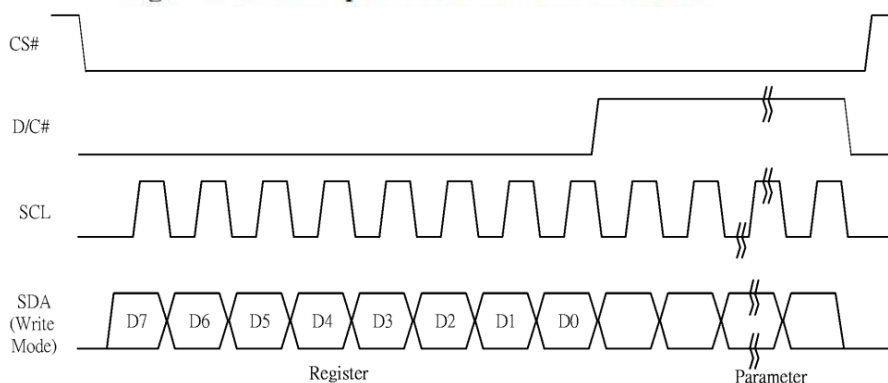 CS#
D/C#
SCL
SDA
(Write
Mode)
D7 D6 D5 D4 D3 D2 D1 D0
Register
Parameter